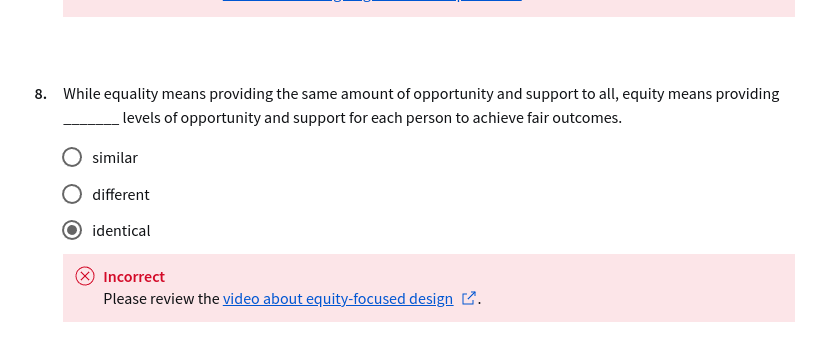 8. While equality means providing the same amount of opportunity and support to all, equity means providing
_______ levels of opportunity and support for each person to achieve fair outcomes.
similar
different
identical
Incorrect
Please review the video about equity-focused design.